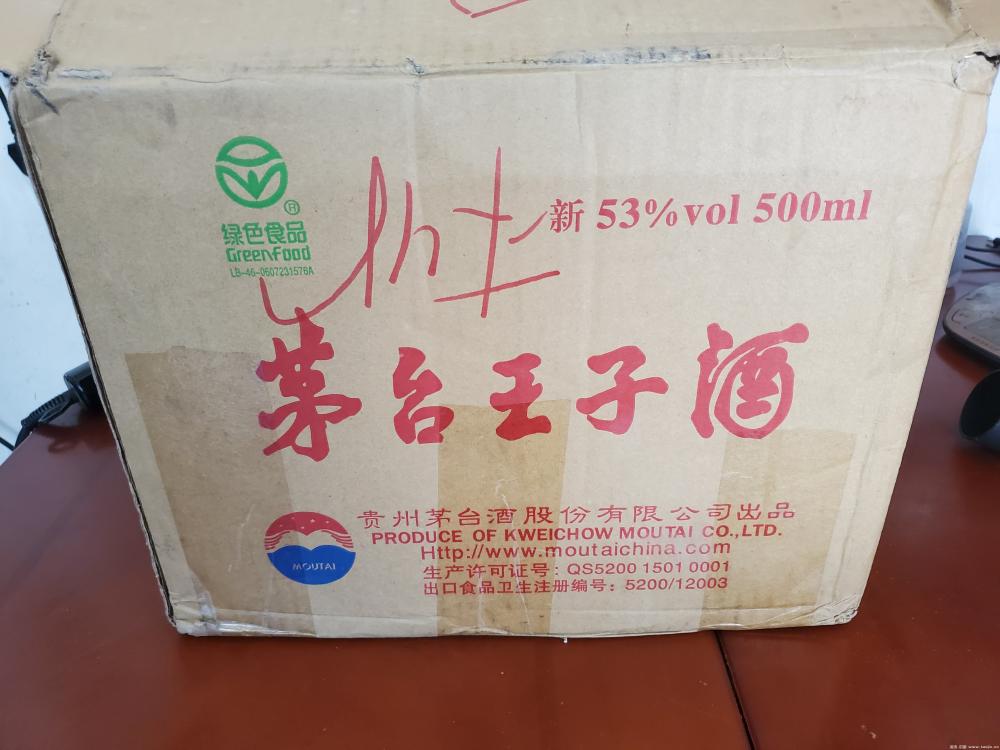 新 53%vol 500ml
R
绿色食品
Greenfood
LB-46-0607231576A
茅台王子酒
贵州茅台酒股份有限公司出品
PRODUCE OF KWEICHOW MOUTAI CO.,LTD.
Http://www.moutaichina.com
MOUTAI
生产许可证号：QS5200 1501 0001
出口食品卫生注册编号：5200/12003